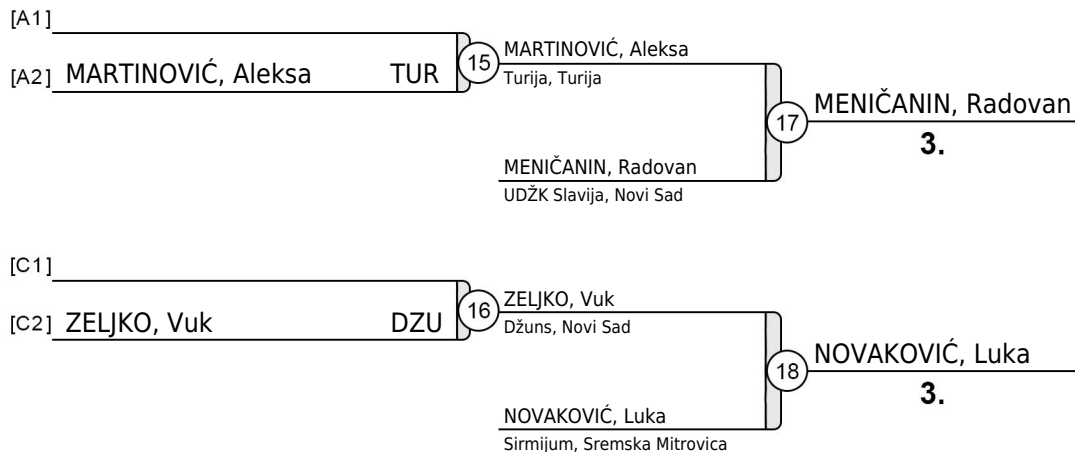 [A1]
[A2] MARTINOVIĆ, Aleksa TUR
15
MARTINOVIĆ, Aleksa
Turija, Turija
17
MENIČANIN, Radovan
3.
MENIČANIN, Radovan
UDŽK Slavija, Novi Sad
[C1]
[C2] ZELJKO, Vuk DZU
16
ZELJKO, Vuk
Džuns, Novi Sad
18
NOVAKOVIĆ, Luka
3.
NOVAKOVIĆ, Luka
Sirmijum, Sremska Mitrovica